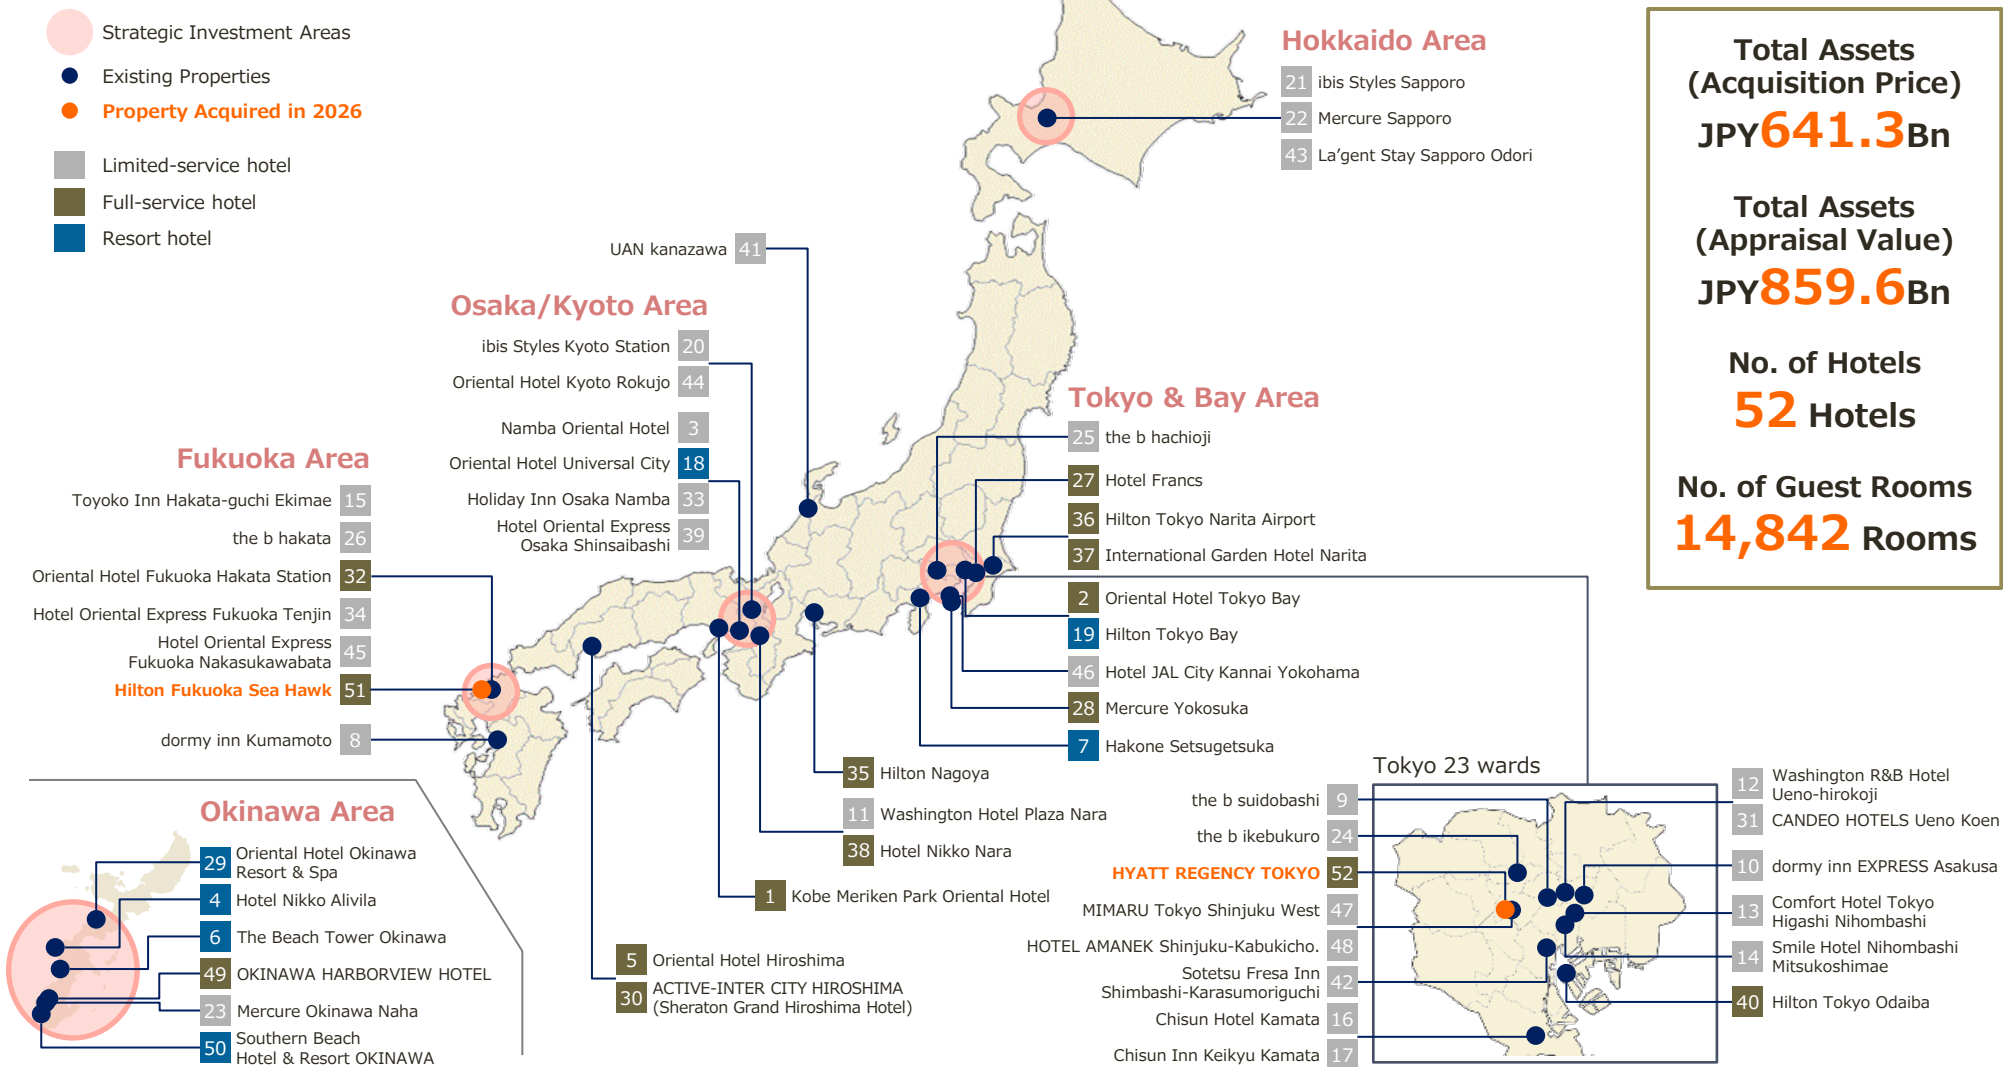 Strategic Investment Areas
Existing Properties
Property Acquired in 2026
Limited-service hotel
Full-service hotel
Resort hotel
Hokkaido Area
21 ibis Styles Sapporo
22 Mercure Sapporo
43 La'gent Stay Sapporo Odori
Total Assets
(Acquisition Price)
JPY641.3Bn
Total Assets
(Appraisal Value)
JPY859.6Bn
No. of Hotels
52 Hotels
No. of Guest Rooms
14,842 Rooms
UAN kanazawa 41
Osaka/Kyoto Area
ibis Styles Kyoto Station 20
Oriental Hotel Kyoto Rokujo 44
Namba Oriental Hotel 3
Oriental Hotel Universal City 18
Holiday Inn Osaka Namba 33
Hotel Oriental Express
Osaka Shinsaibashi 39
Fukuoka Area
Toyoko Inn Hakata-guchi Ekimae 15
the b hakata 26
Oriental Hotel Fukuoka Hakata Station 32
Hotel Oriental Express Fukuoka Tenjin 34
Hotel Oriental Express
Fukuoka Nakasukawabata 45
Hilton Fukuoka Sea Hawk 51
dormy inn Kumamoto 8
Tokyo & Bay Area
25 the b hachioji
27 Hotel Francs
36 Hilton Tokyo Narita Airport
37 International Garden Hotel Narita
2 Oriental Hotel Tokyo Bay
19 Hilton Tokyo Bay
46 Hotel JAL City Kannai Yokohama
28 Mercure Yokosuka
7 Hakone Setsugetsuka
35 Hilton Nagoya
11 Washington Hotel Plaza Nara
38 Hotel Nikko Nara
1 Kobe Meriken Park Oriental Hotel
5 Oriental Hotel Hiroshima
30 ACTIVE-INTER CITY HIROSHIMA
(Sheraton Grand Hiroshima Hotel)
Okinawa Area
29 Oriental Hotel Okinawa
Resort & Spa
4 Hotel Nikko Alivila
6 The Beach Tower Okinawa
49 OKINAWA HARBORVIEW HOTEL
23 Mercure Okinawa Naha
50 Southern Beach
Hotel & Resort OKINAWA
Tokyo 23 wards
the b suidobashi 9
the b ikebukuro 24
HYATT REGENCY TOKYO 52
MIMARU Tokyo Shinjuku West 47
HOTEL AMANEK Shinjuku-Kabukicho. 48
Sotetsu Fresa Inn
Shimbashi-Karasumoriguchi 42
Chisun Hotel Kamata 16
Chisun Inn Keikyu Kamata 17
12 Washington R&B Hotel
Ueno-hirokoji
31 CANDEO HOTELS Ueno Koen
10 dormy inn EXPRESS Asakusa
13 Comfort Hotel Tokyo
Higashi Nihombashi
14 Smile Hotel Nihombashi
Mitsukoshimae
40 Hilton Tokyo Odaiba